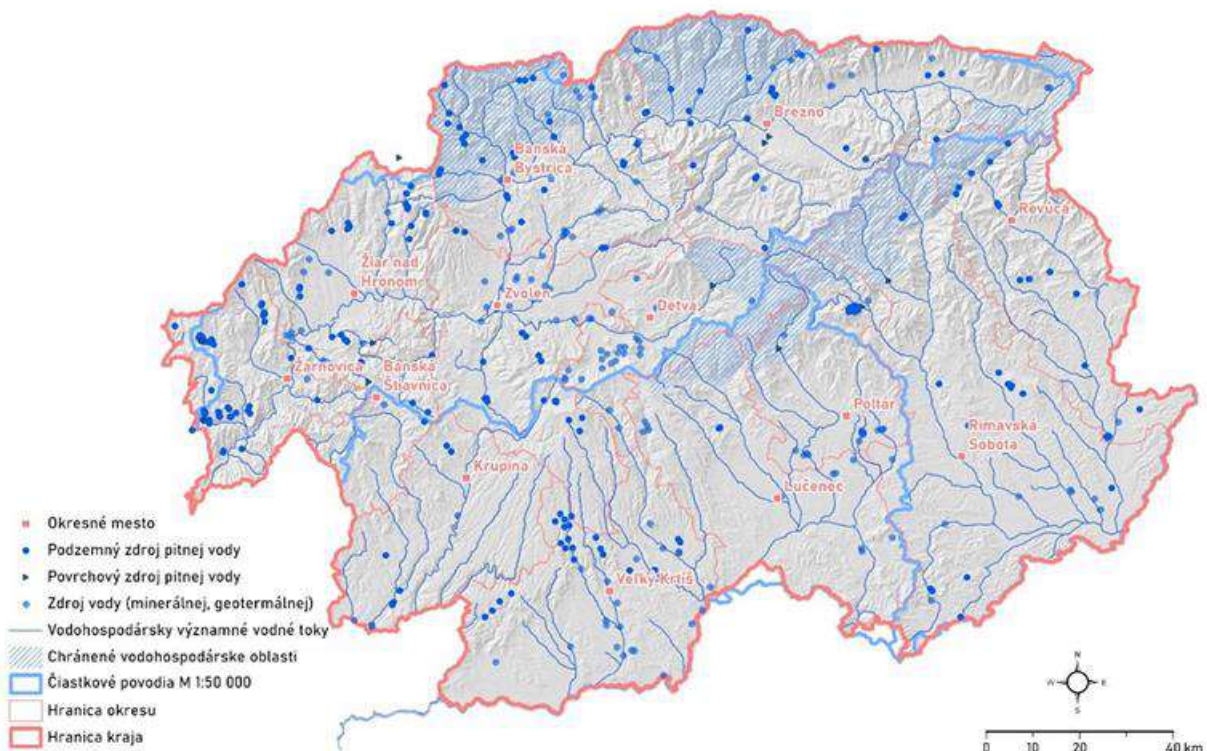 Brezno
Banská
Bystrica
Revúca
Žiar nad
Hronom
Zvolen
Detva
Žarnovica
Banská
Štiavnica
Poltár
Rimavská
Sobota
Krupina
Lučenec
Veľký Krtíš
Okresné mesto
Podzemný zdroj pitnej vody
Povrchový zdroj pitnej vody
Zdroj vody (minerálnej, geotermálnej)
Vodohospodársky významné vodné toky
Chránené vodohospodárske oblasti
Čiastkové povodia M 1:50 000
Hranica okresu
Hranica kraja
N
W
E
S
0 10 20 40 km